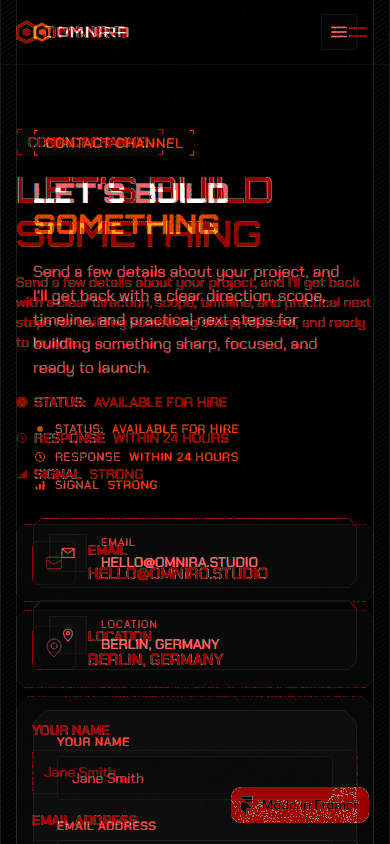 OMNIRA
CONTACT CHANNEL
LET'S BUILD
SOMETHING
Send a few details about your project, and
I'll get back with a clear direction, scope,
timeline, and practical next steps for
building something sharp, focused, and
ready to launch.
STATUS: AVAILABLE FOR HIRE
RESPONSE WITHIN 24 HOURS
SIGNAL STRONG
EMAIL
HELLO@OMNIRA.STUDIO
LOCATION
BERLIN, GERMANY
YOUR NAME
Jane Smith
EMAIL ADDRESS
Made in Framer